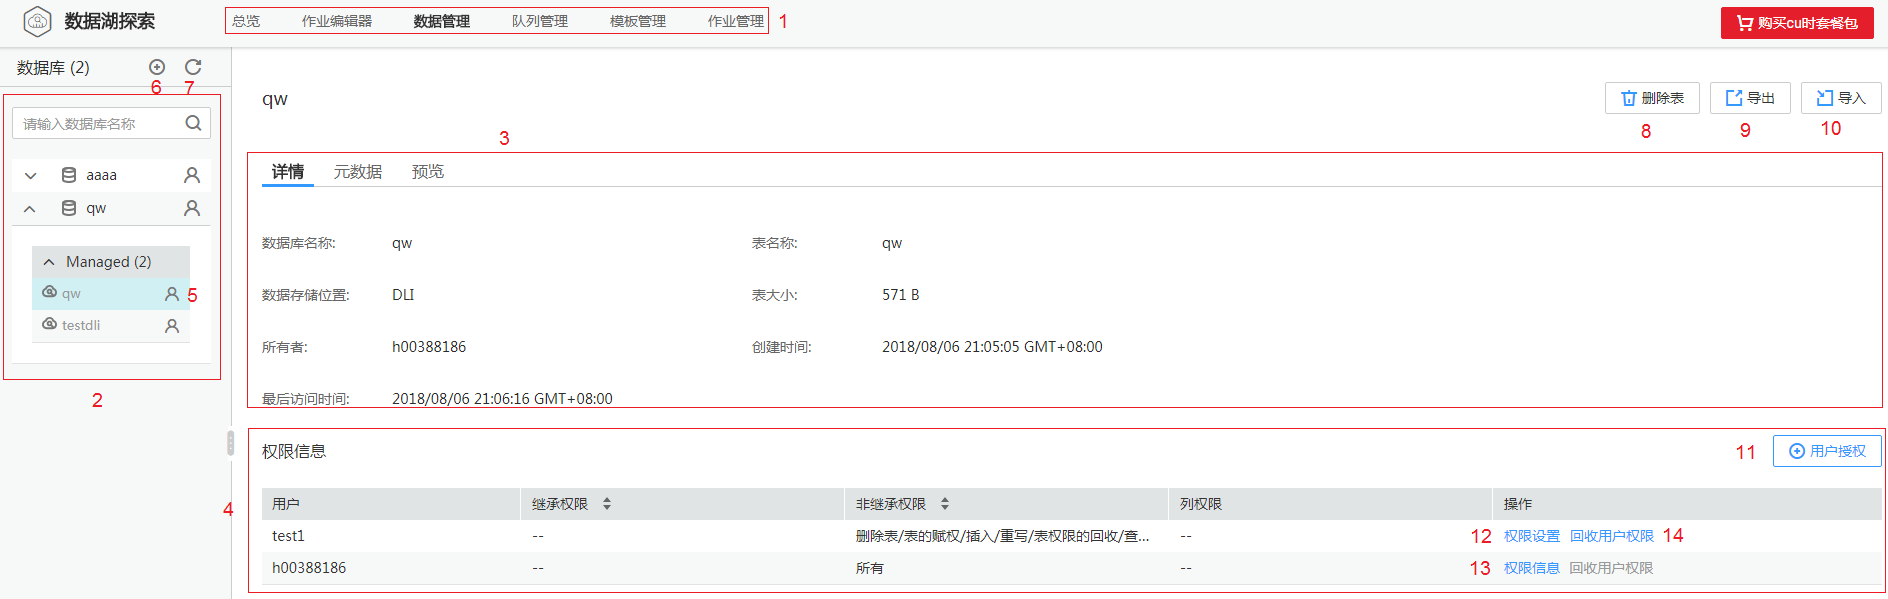 数据湖探索 总览 作业编辑器 数据管理 队列管理 模板管理 作业管理 1 购买cu时套餐包
数据库 (2)
6 7
qw
删除表 导出 导入
8 9 10
请输入数据库名称
3
aaaa
qw
Managed (2)
qw 5
testdli
2
详情 元数据 预览
数据库名称: qw 表名称: qw
数据存储位置: DLI 表大小: 571 B
所有者: h00388186 创建时间: 2018/08/06 21:05:05 GMT+08:00
最后访问时间: 2018/08/06 21:06:16 GMT+08:00
权限信息 11 用户授权
4
用户 继承权限 非继承权限 列权限 操作
test1 -- 删除表/表的赋权/插入/重写/表权限的回收/查... -- 12 权限设置 回收用户权限 14
h00388186 -- 所有 -- 13 权限信息 回收用户权限